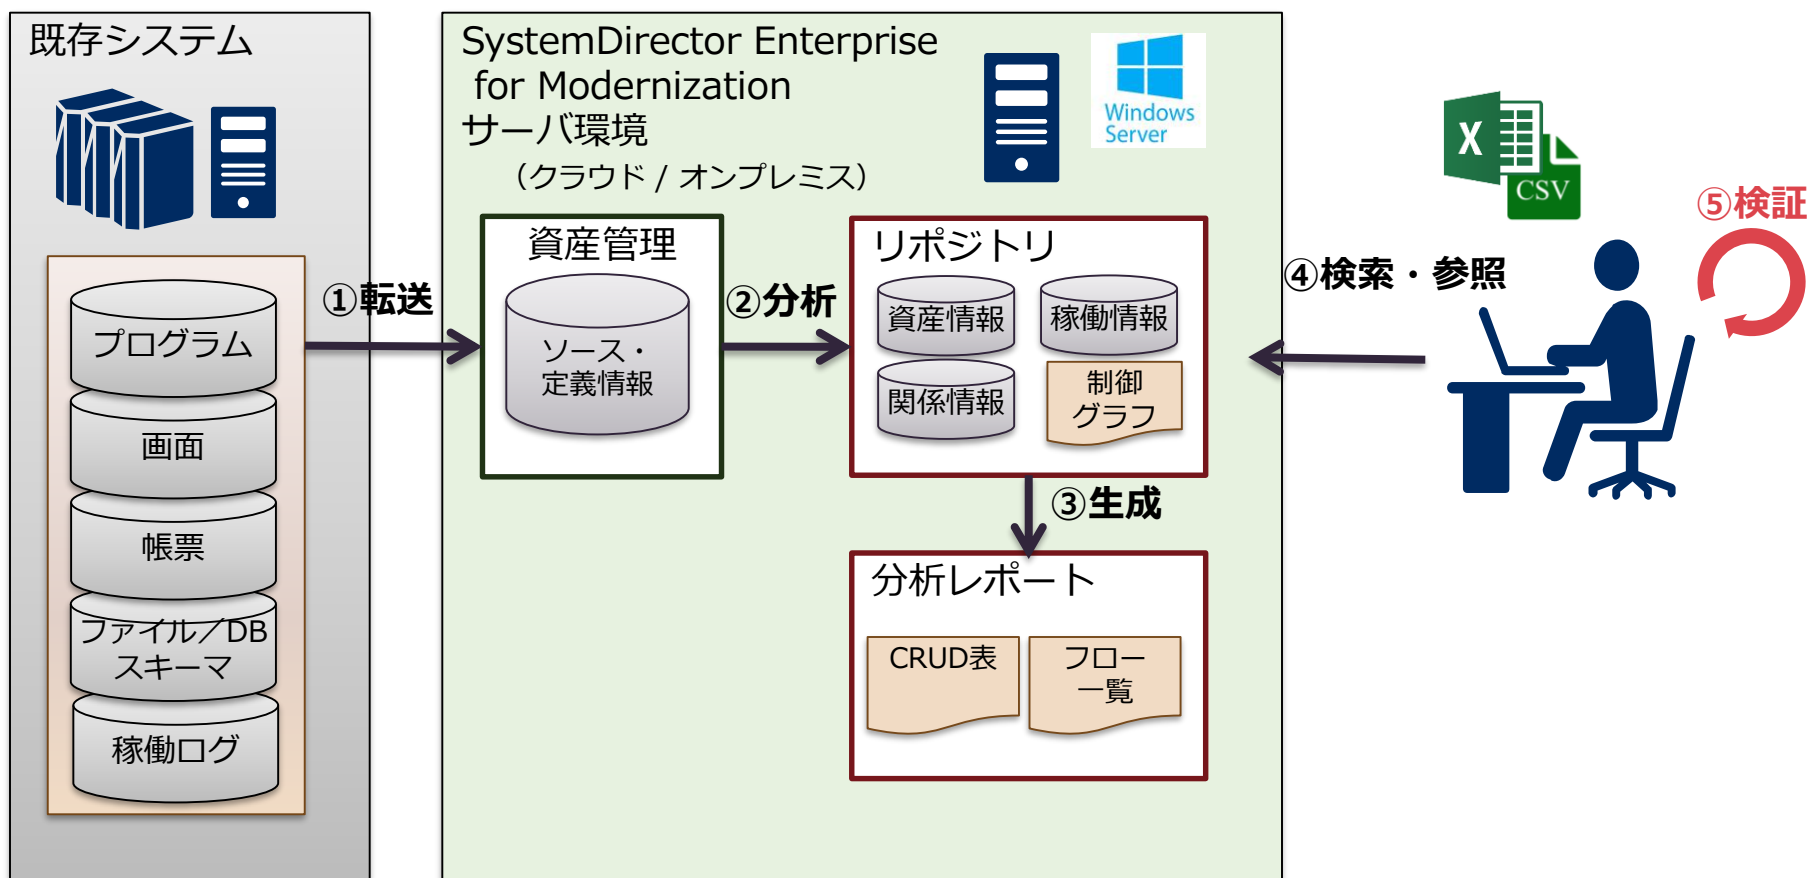 既存システム
プログラム
画面
帳票
ファイル／DB
スキーマ
稼働ログ
①転送
SystemDirector Enterprise
for Modernization
サーバ環境
（クラウド / オンプレミス）
Windows
Server
資産管理
ソース・
定義情報
②分析
リポジトリ
資産情報
稼働情報
関係情報
制御
グラフ
③生成
分析レポート
CRUD表
フロー
一覧
④検索・参照
X
CSV
⑤検証